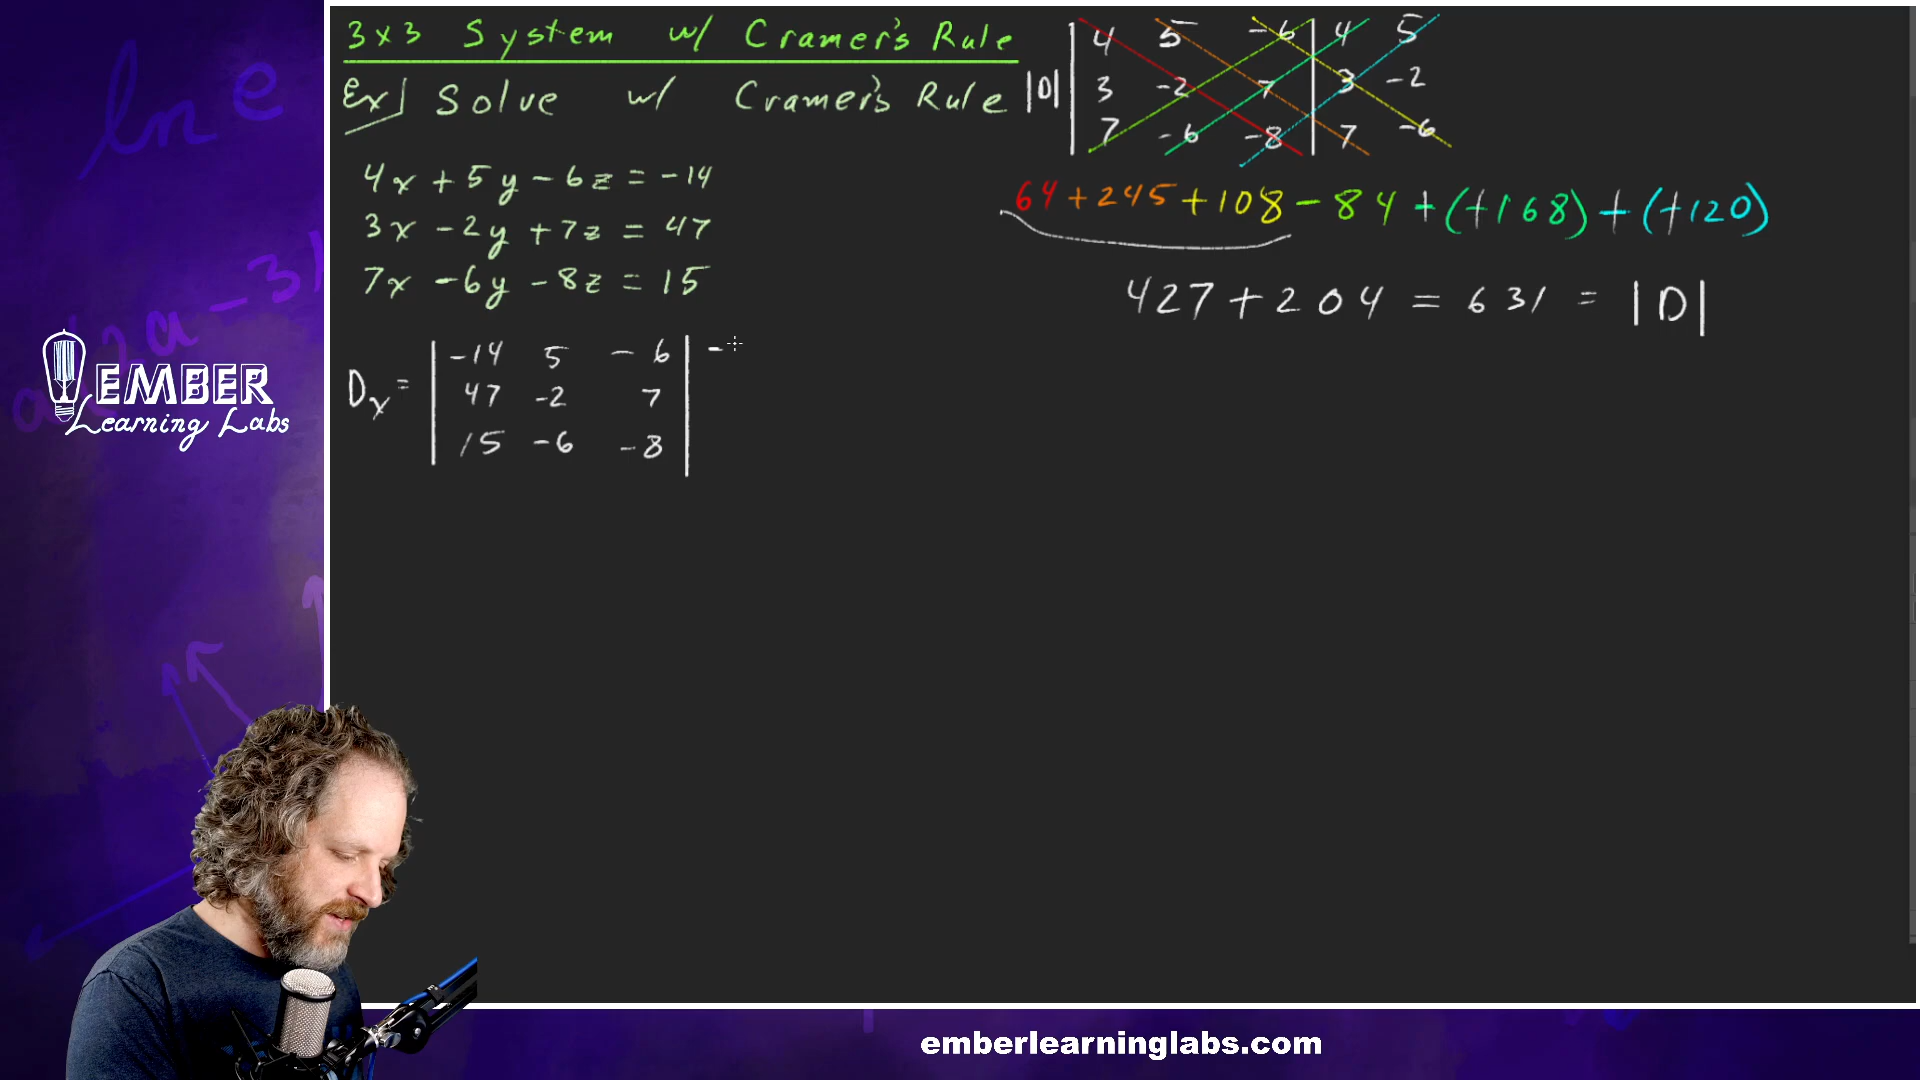 3x3 System w/ Cramer's Rule
Ex] Solve w/ Cramer's Rule
4x + 5y - 6z = -14
3x - 2y + 7z = 47
7x - 6y - 8z = 15
Dx = | -14 5 -6 | -
47 -2 7
15 -6 -8
|D| | 4 5 -6 | 4 5
3 -2 7 | 3 -2
7 -6 -8 | 7 -6
64 + 245 + 108 - 84 + (+168) + (+120)
427 + 204 = 631 = |D|
ln e
EMBER
Learning Labs
emberlearninglabs.com